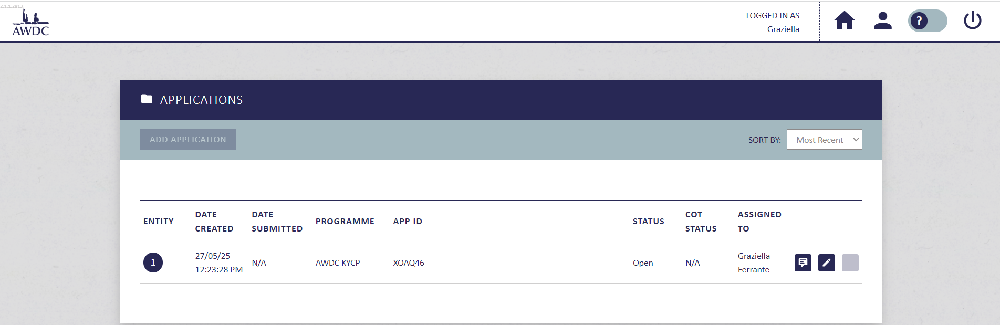 2.1.1.2813
AWDC
LOGGED IN AS
Graziella
?
APPLICATIONS
ADD APPLICATION
SORT BY:
Most Recent
ENTITY
DATE CREATED
DATE SUBMITTED
PROGRAMME
APP ID
STATUS
COT STATUS
ASSIGNED TO
1
27/05/25
12:23:28 PM
N/A
AWDC KYCP
XOAQ46
Open
N/A
Graziella
Ferrante